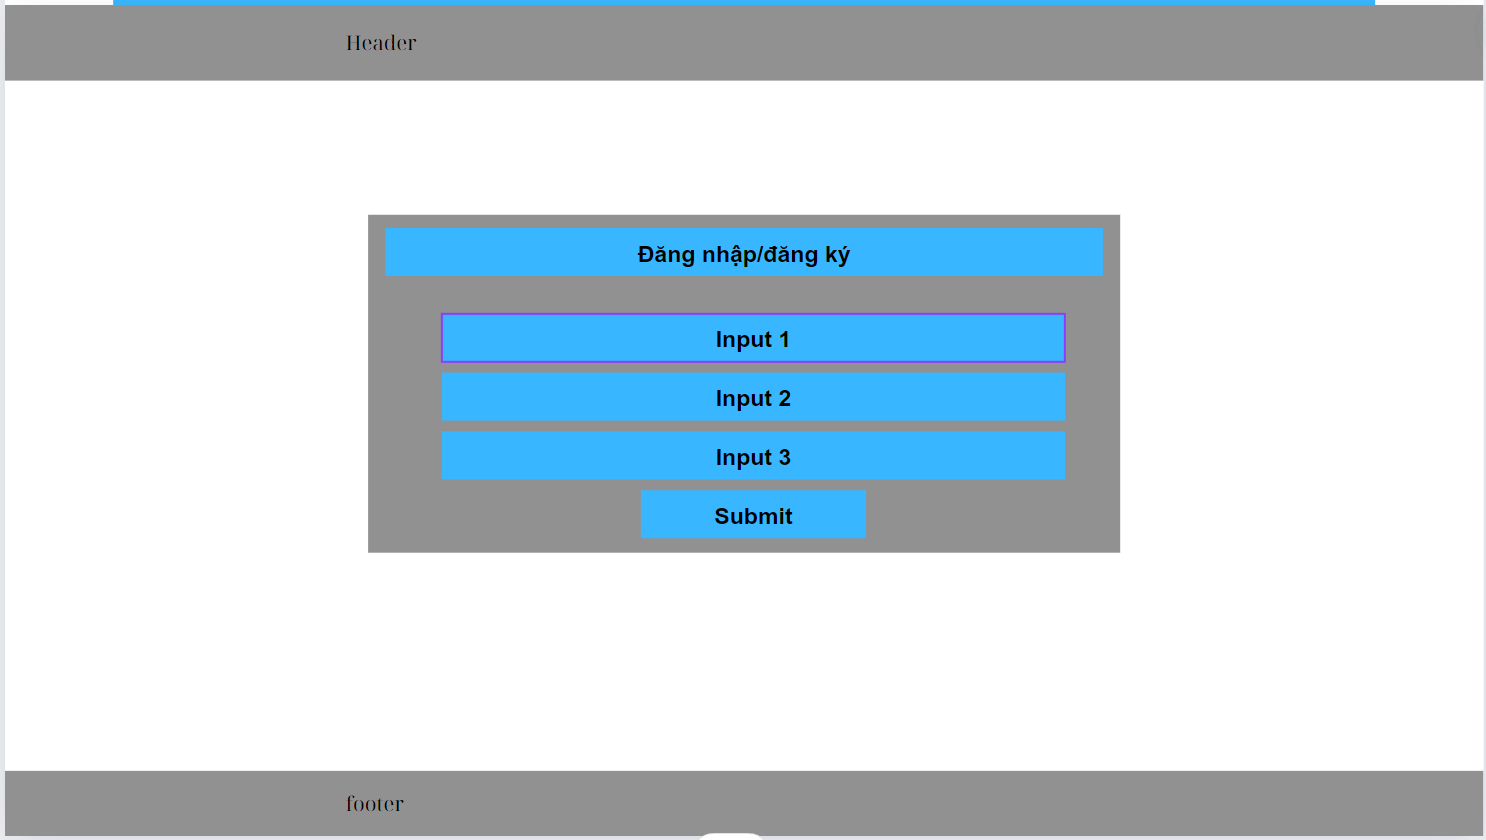 Header
Đăng nhập/đăng ký
Input 1
Input 2
Input 3
Submit
footer